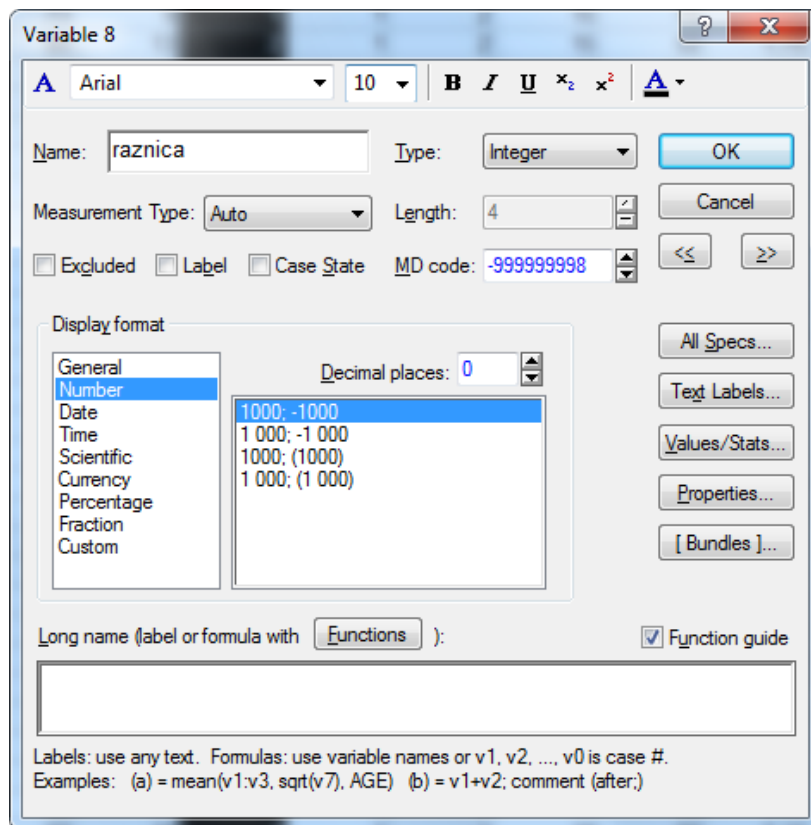 Variable 8
A Arial 10 B I U x₂ x² A
Name: raznica Type: Integer OK
Measurement Type: Auto Length: 4 Cancel
Excluded Label Case State MD code: -999999998 << >>
Display format
All Specs...
General
Decimal places: 0
Number
Text Labels...
Date
1000; -1000
Time
1 000; -1 000
Values/Stats...
Scientific
1000; (1000)
Currency
1 000; (1 000)
Percentage
Properties...
Fraction
Custom
[ Bundles ]...
Long name (label or formula with Functions ): Function guide
Labels: use any text. Formulas: use variable names or v1, v2, ..., v0 is case #.
Examples: (a) = mean(v1:v3, sqrt(v7), AGE) (b) = v1+v2; comment (after;)